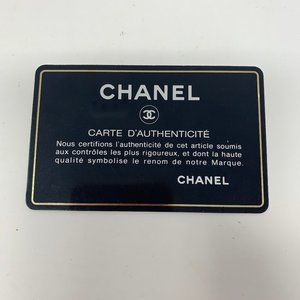 CHANEL
CARTE D'AUTHENTICITÉ
Nous certifions l'authenticité de cet article soumis
aux contrôles les plus rigoureux, et dont la haute
qualité symbolise le renom de notre Marque.
CHANEL